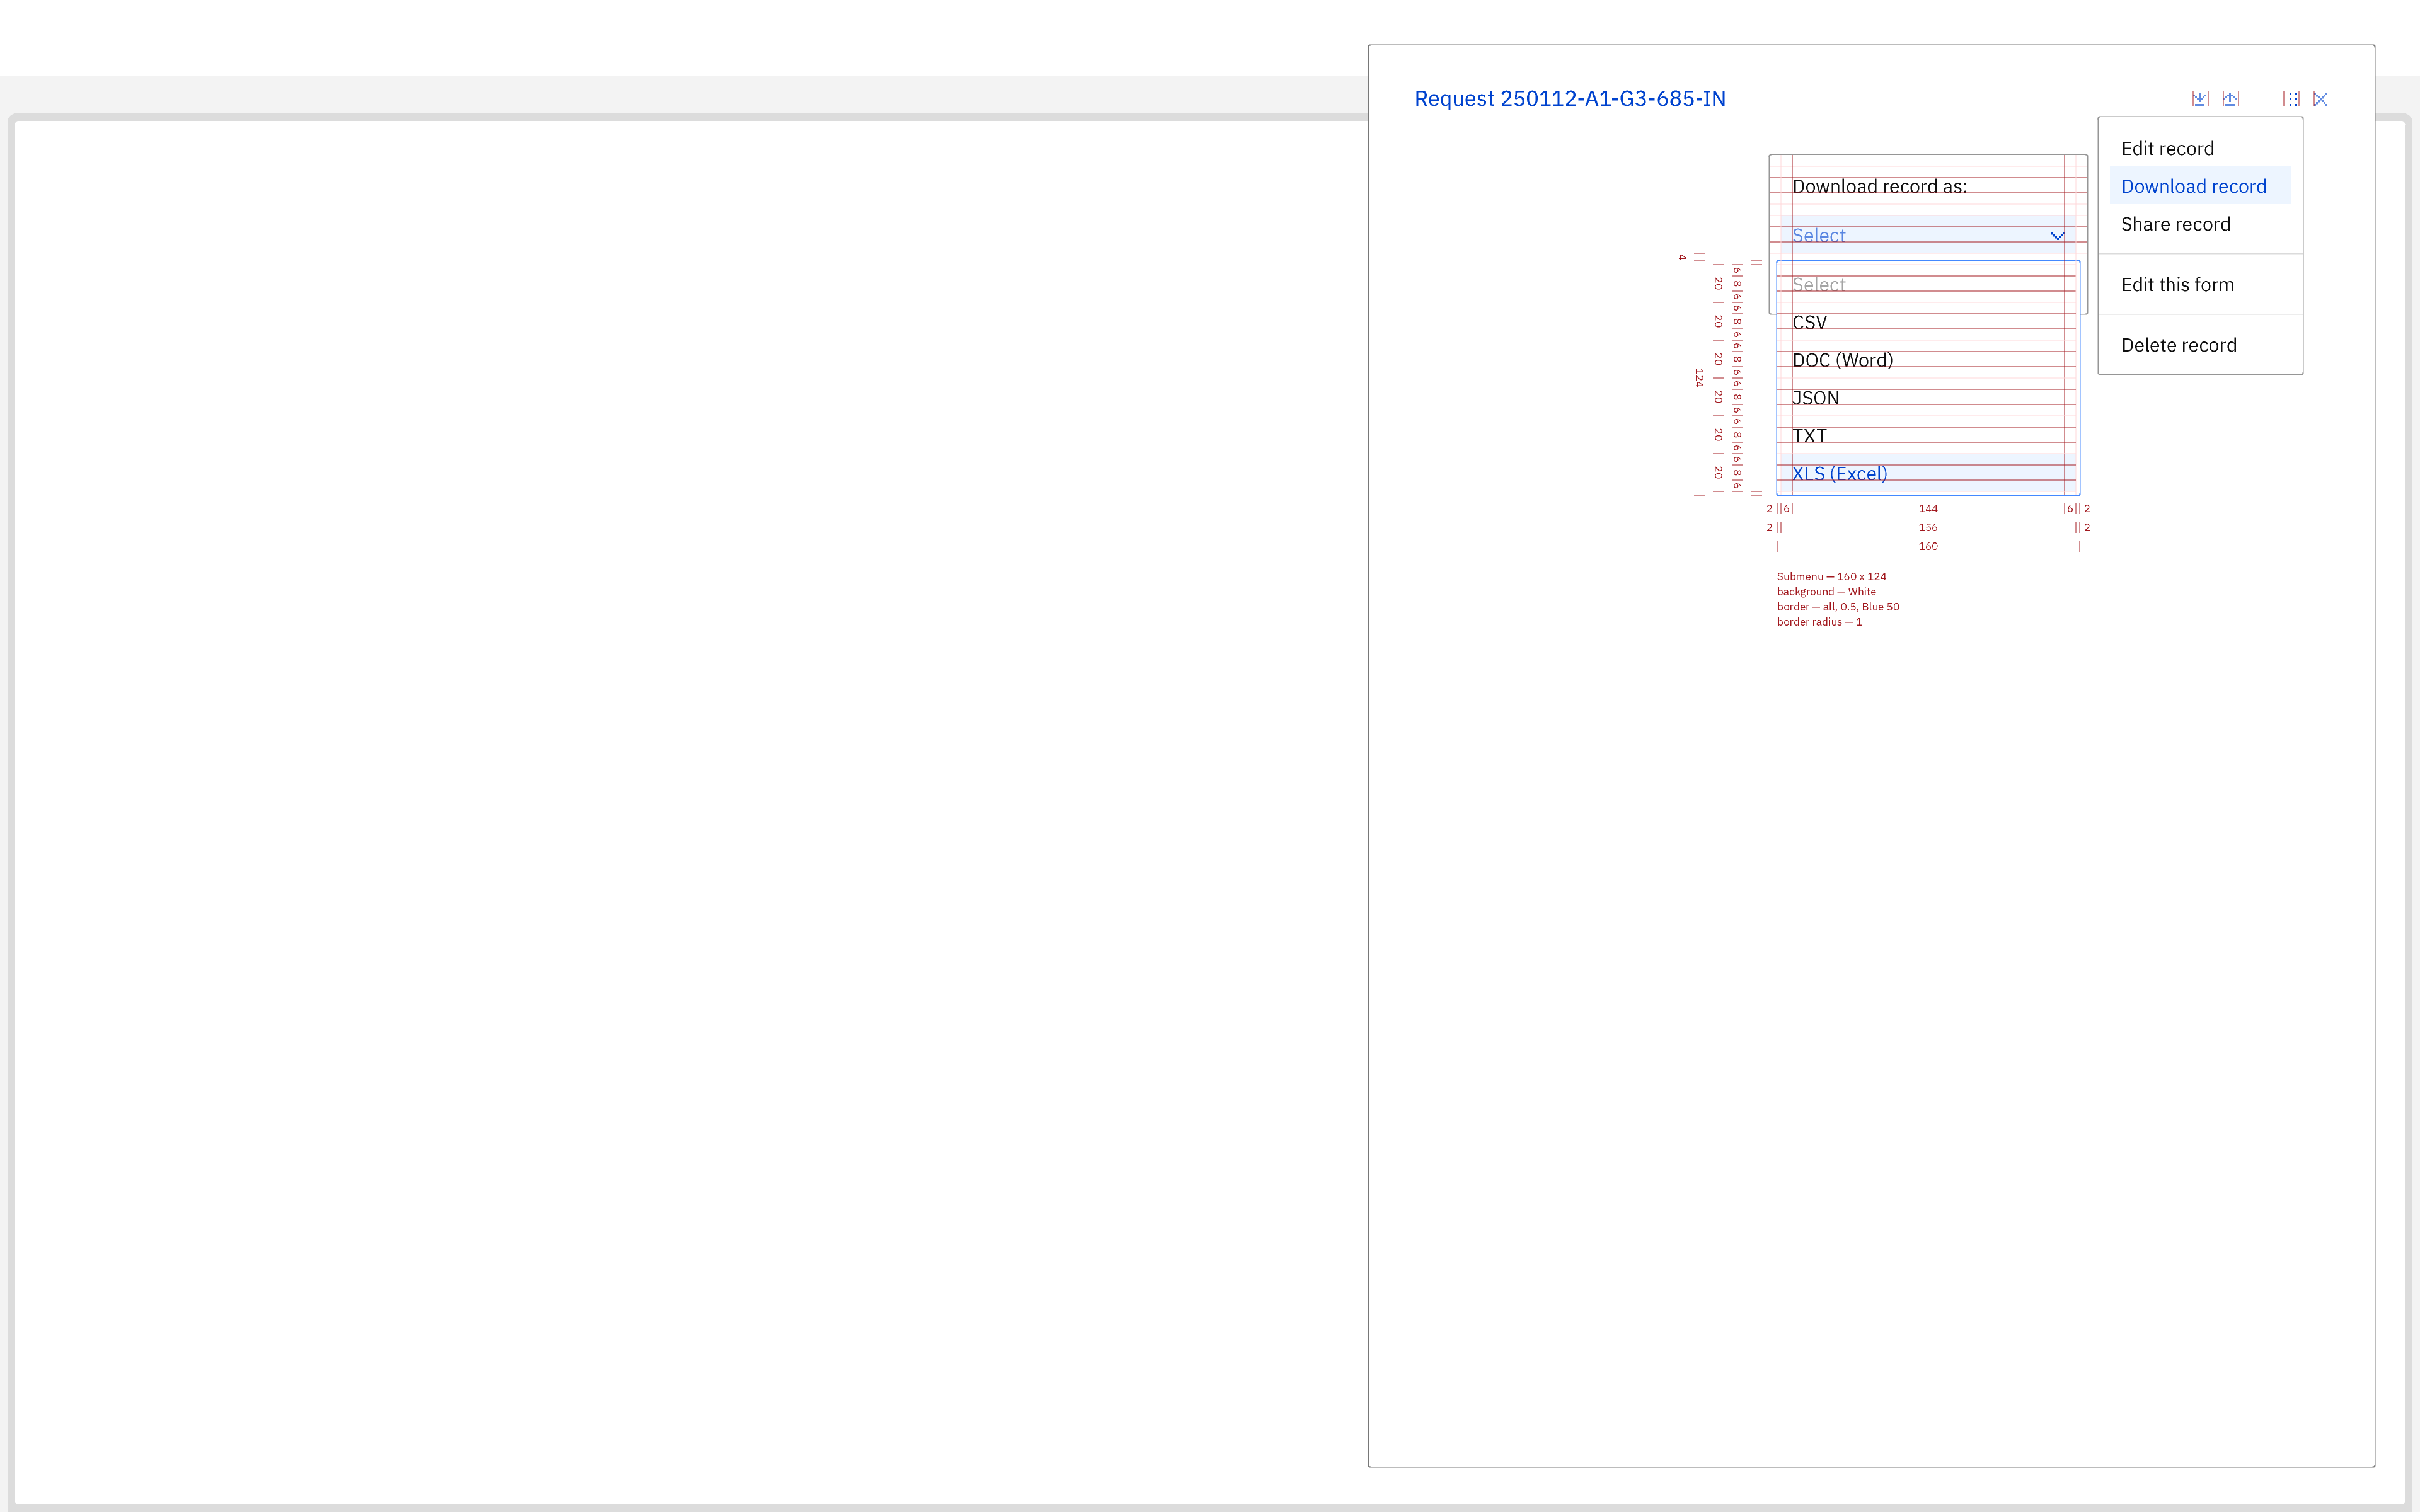 Request 250112-A1-G3-685-IN
Edit record
Download record
Share record
Edit this form
Delete record
Download record as:
Select
Select
CSV
DOC (Word)
JSON
TXT
XLS (Excel)
4
124
20
20
20
20
20
20
6
8
6
6
8
6
6
8
6
6
8
6
6
8
6
6
8
6
2 6 144 6 2
2 156 2
160
Submenu — 160 x 124
background — White
border — all, 0.5, Blue 50
border radius — 1